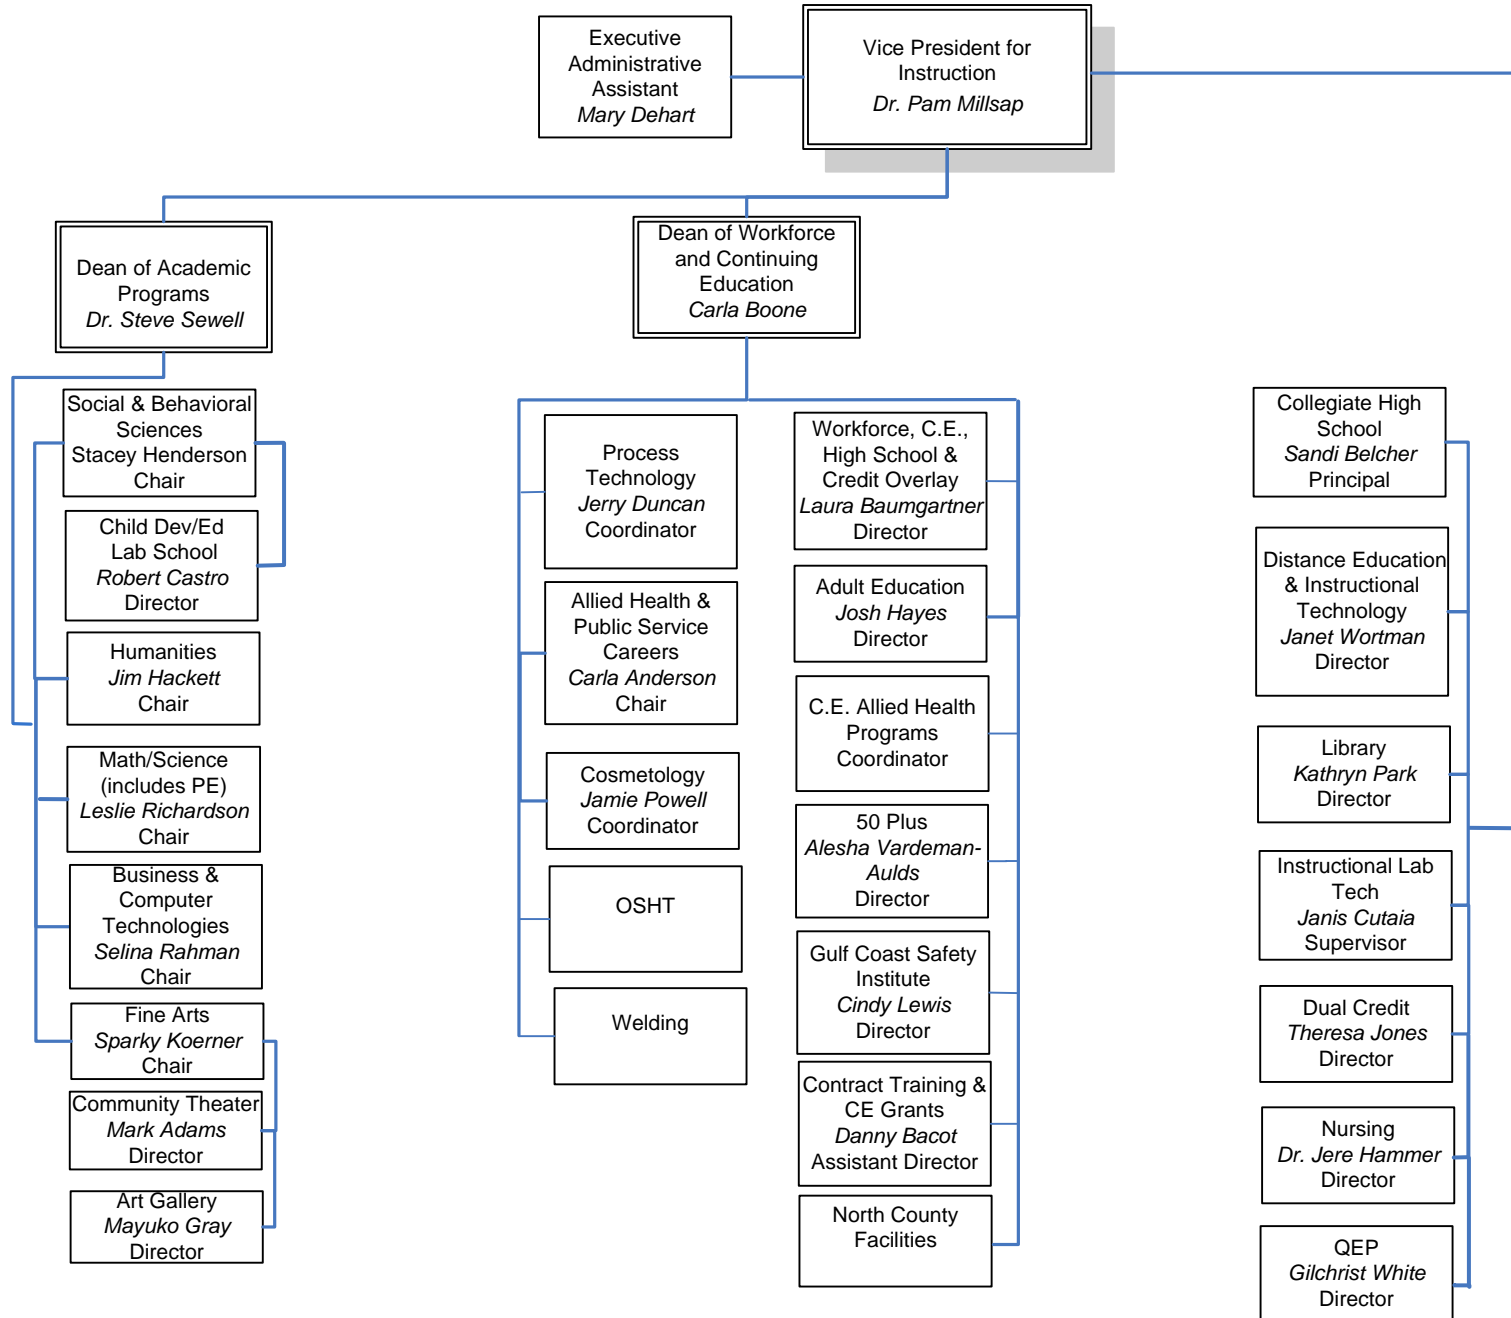 Executive
Administrative
Assistant
Mary Dehart
Vice President for
Instruction
Dr. Pam Millsap
Dean of Academic
Programs
Dr. Steve Sewell
Dean of Workforce
and Continuing
Education
Carla Boone
Social & Behavioral
Sciences
Stacey Henderson
Chair
Child Dev/Ed
Lab School
Robert Castro
Director
Humanities
Jim Hackett
Chair
Math/Science
(includes PE)
Leslie Richardson
Chair
Business &
Computer
Technologies
Selina Rahman
Chair
Fine Arts
Sparky Koerner
Chair
Community Theater
Mark Adams
Director
Art Gallery
Mayuko Gray
Director
Process
Technology
Jerry Duncan
Coordinator
Allied Health &
Public Service
Careers
Carla Anderson
Chair
Cosmetology
Jamie Powell
Coordinator
OSHT
Welding
Workforce, C.E.,
High School &
Credit Overlay
Laura Baumgartner
Director
Adult Education
Josh Hayes
Director
C.E. Allied Health
Programs
Coordinator
50 Plus
Alesha Vardeman-
Aulds
Director
Gulf Coast Safety
Institute
Cindy Lewis
Director
Contract Training &
CE Grants
Danny Bacot
Assistant Director
North County
Facilities
Collegiate High
School
Sandi Belcher
Principal
Distance Education
& Instructional
Technology
Janet Wortman
Director
Library
Kathryn Park
Director
Instructional Lab
Tech
Janis Cutaia
Supervisor
Dual Credit
Theresa Jones
Director
Nursing
Dr. Jere Hammer
Director
QEP
Gilchrist White
Director